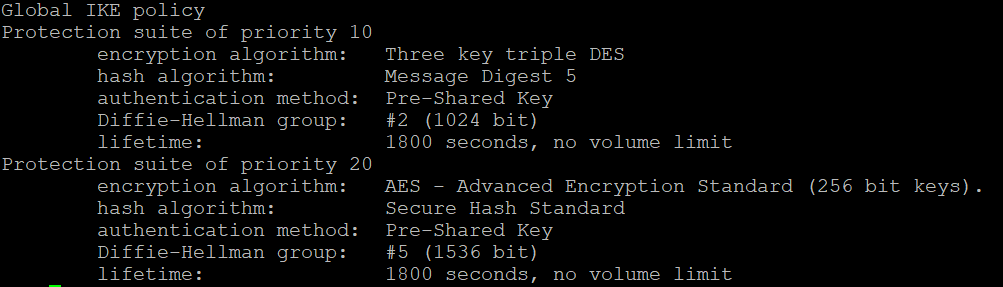 Global IKE policy
Protection suite of priority 10
encryption algorithm: Three key triple DES
hash algorithm: Message Digest 5
authentication method: Pre-Shared Key
Diffie-Hellman group: #2 (1024 bit)
lifetime: 1800 seconds, no volume limit
Protection suite of priority 20
encryption algorithm: AES - Advanced Encryption Standard (256 bit keys).
hash algorithm: Secure Hash Standard
authentication method: Pre-Shared Key
Diffie-Hellman group: #5 (1536 bit)
lifetime: 1800 seconds, no volume limit